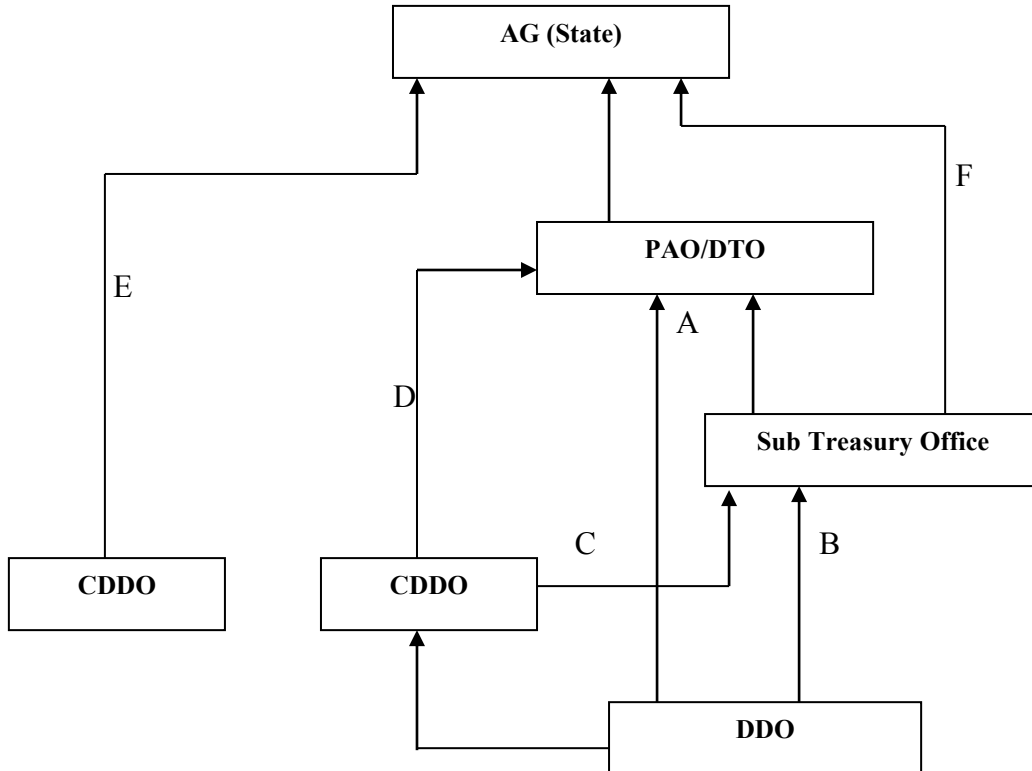 AG (State)
F
PAO/DTO
E
A
D
Sub Treasury Office
C
B
CDDO
CDDO
DDO